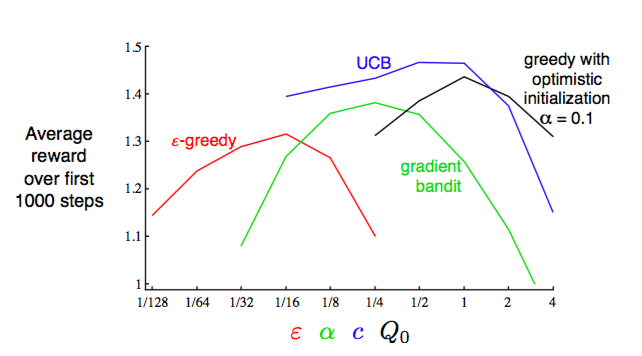 1.5
UCB
greedy with
optimistic
initialization
α = 0.1
1.4
Average
reward
over first
1000 steps
1.3
ε-greedy
gradient
bandit
1.2
1.1
1
1/128 1/64 1/32 1/16 1/8 1/4 1/2 1 2 4
ε α c Q₀